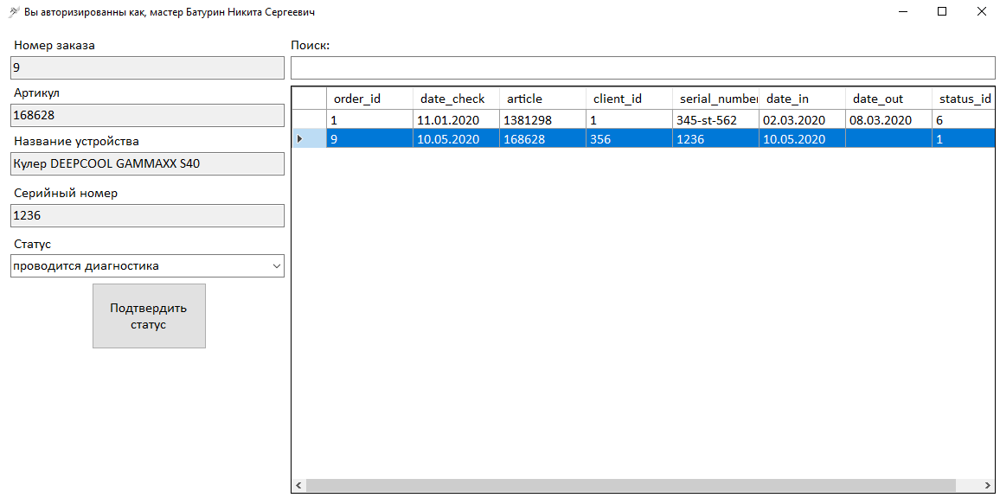 Вы авторизированны как, мастер Батурин Никита Сергеевич
Номер заказа
9
Артикул
168628
Название устройства
Кулер DEEPCOOL GAMMAXX S40
Серийный номер
1236
Статус
проводится диагностика
Подтвердить
статус
Поиск:
order_id date_check article client_id serial_number date_in date_out status_id
1 11.01.2020 1381298 1 345-st-562 02.03.2020 08.03.2020 6
9 10.05.2020 168628 356 1236 10.05.2020 1